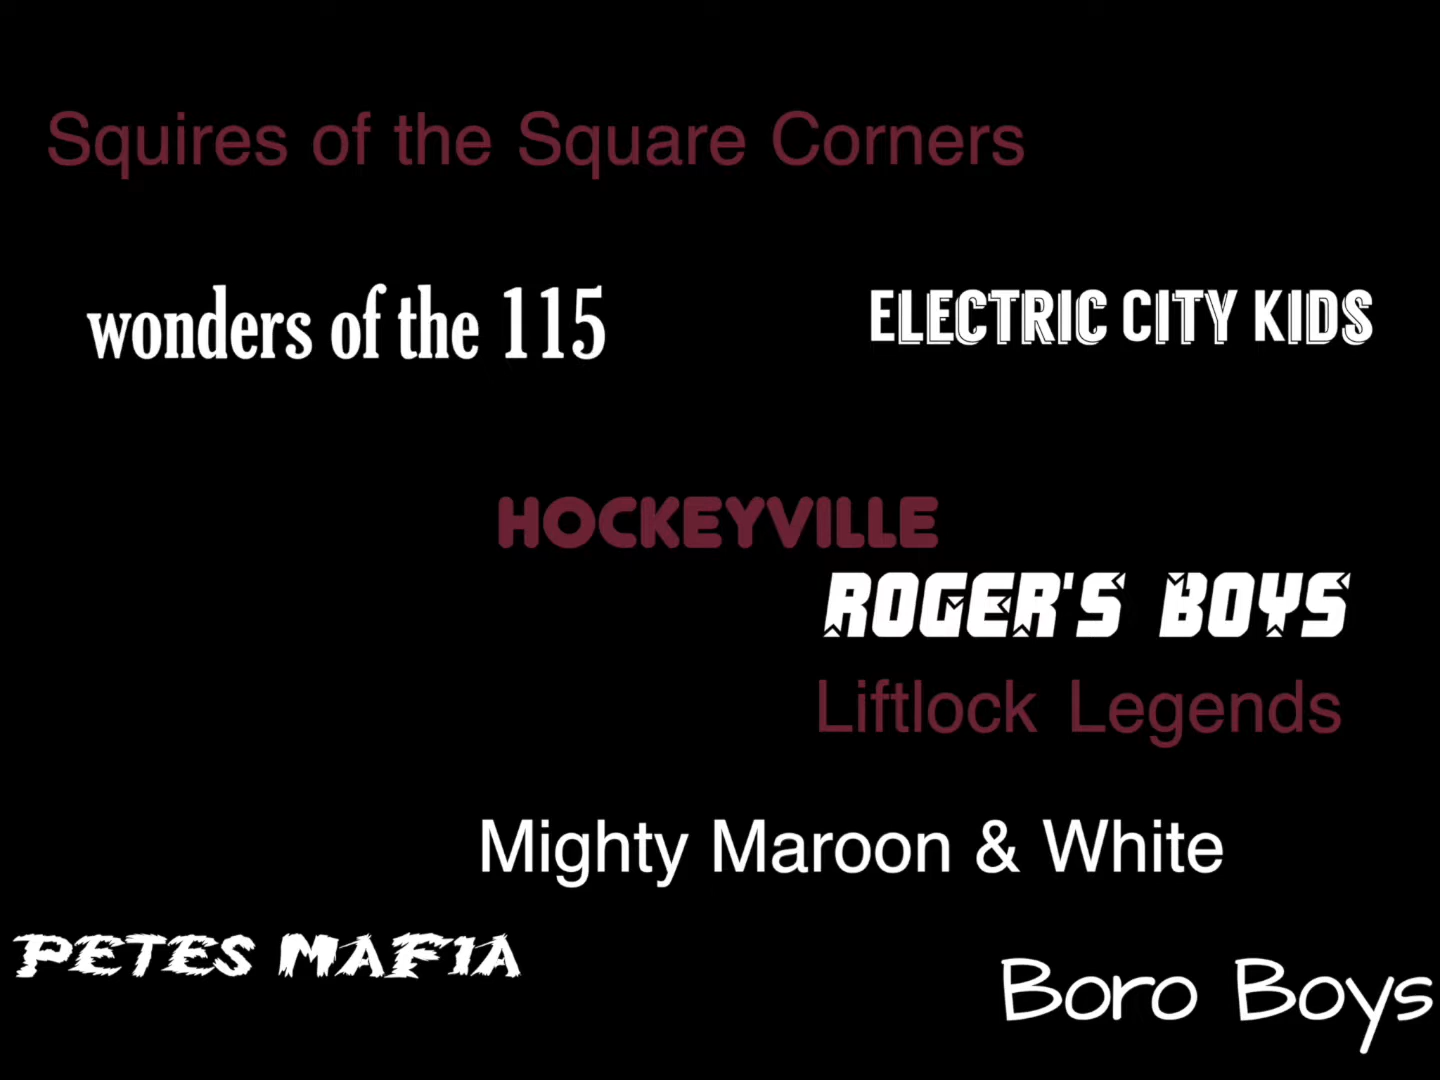 Squires of the Square Corners
wonders of the 115
ELECTRIC CITY KIDS
HOCKEYVILLE
ROGER'S BOYS
Liftlock Legends
Mighty Maroon & White
PETES MAFIA
Boro Boys